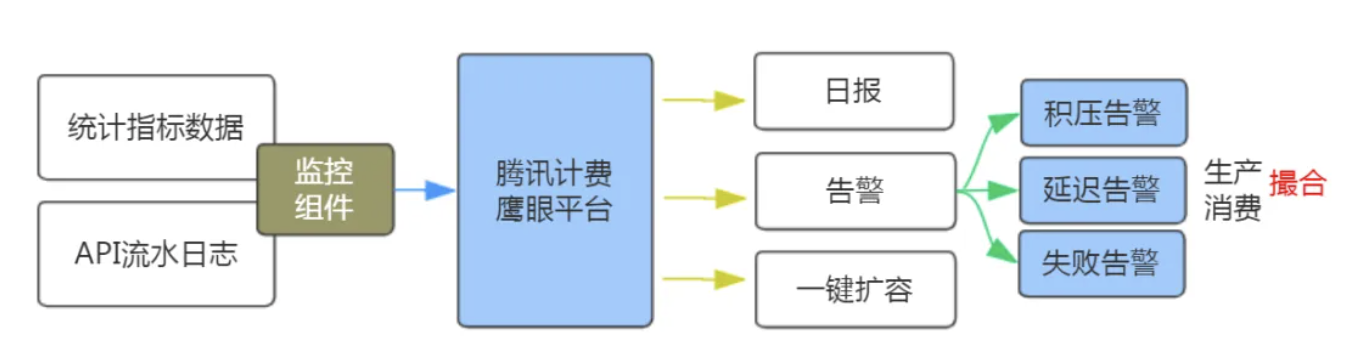 统计指标数据
API流水日志
监控
组件
腾讯计费
鹰眼平台
日报
告警
一键扩容
积压告警
延迟告警
失败告警
生产
消费
撮合